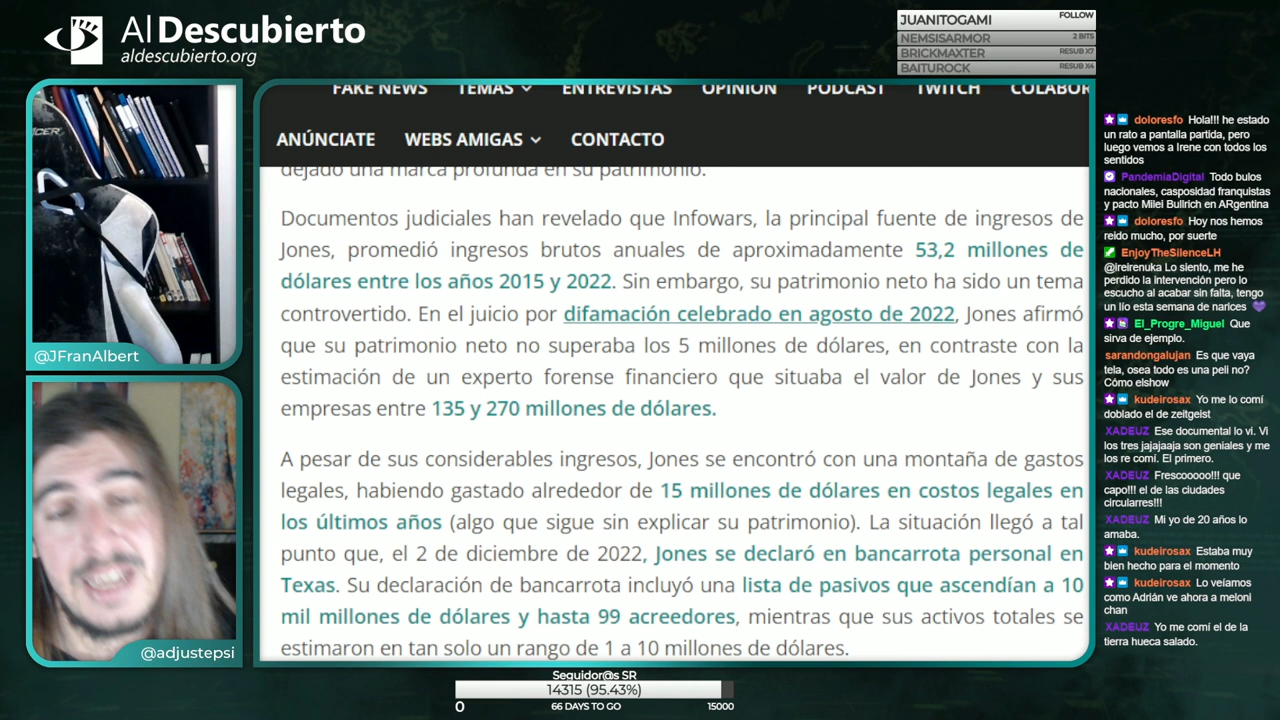 Al Descubierto
aldescubierto.org
JUANITOGAMI FOLLOW
NEMSISARMOR 2 BITS
BRICKMAXTER RESUB X7
BAITUROCK RESUB X4
FAKE NEWS TEMAS ENTREVISTAS OPINIÓN PODCAST TWITCH COLABOR
ANÚNCIATE WEBS AMIGAS CONTACTO
dejado una marca profunda en su patrimonio.
Documentos judiciales han revelado que Infowars, la principal fuente de ingresos de
Jones, promedió ingresos brutos anuales de aproximadamente 53,2 millones de
dólares entre los años 2015 y 2022. Sin embargo, su patrimonio neto ha sido un tema
controvertido. En el juicio por difamación celebrado en agosto de 2022, Jones afirmó
que su patrimonio neto no superaba los 5 millones de dólares, en contraste con la
estimación de un experto forense financiero que situaba el valor de Jones y sus
empresas entre 135 y 270 millones de dólares.
A pesar de sus considerables ingresos, Jones se encontró con una montaña de gastos
legales, habiendo gastado alrededor de 15 millones de dólares en costos legales en
los últimos años (algo que sigue sin explicar su patrimonio). La situación llegó a tal
punto que, el 2 de diciembre de 2022, Jones se declaró en bancarrota personal en
Texas. Su declaración de bancarrota incluyó una lista de pasivos que ascendían a 10
mil millones de dólares y hasta 99 acreedores, mientras que sus activos totales se
estimaron en tan solo un rango de 1 a 10 millones de dólares.
@JFranAlbert
@adjustepsi
doloresfo Hola!!! he estado
un rato a pantalla partida, pero
luego vemos a Irene con todos los
sentidos
PandemiaDigital Todo bulos
nacionales, casposidad franquistas
y pacto Milei Bullrich en ARgentina
doloresfo Hoy nos hemos
reido mucho, por suerte
EnjoyTheSilenceLH
@ireirenuka Lo siento, me he
perdido la intervención pero lo
escucho al acabar sin falta, tengo
un lío esta semana de narices 💜
El_Progre_Miguel Que
sirva de ejemplo.
sarandongalujan Es que vaya
tela, osea todo es una peli no?
Cómo elshow
kudeirosax Yo me lo comí
doblado el de zeitgeist
XADEUZ Ese documental lo vi. Vi
los tres jajajaaja son geniales y me
los re comí. El primero.
XADEUZ Frescooooo!!! que
capo!!! el de las ciudades
circularres!!!
XADEUZ Mi yo de 20 años lo
amaba.
kudeirosax Estaba muy
bien hecho para el momento
kudeirosax Lo veíamos
como Adrián ve ahora a meloni
chan
XADEUZ Yo me comí el de la
tierra hueca salado.
Seguidor@s SR
14315 (95.43%)
0 66 DAYS TO GO 15000